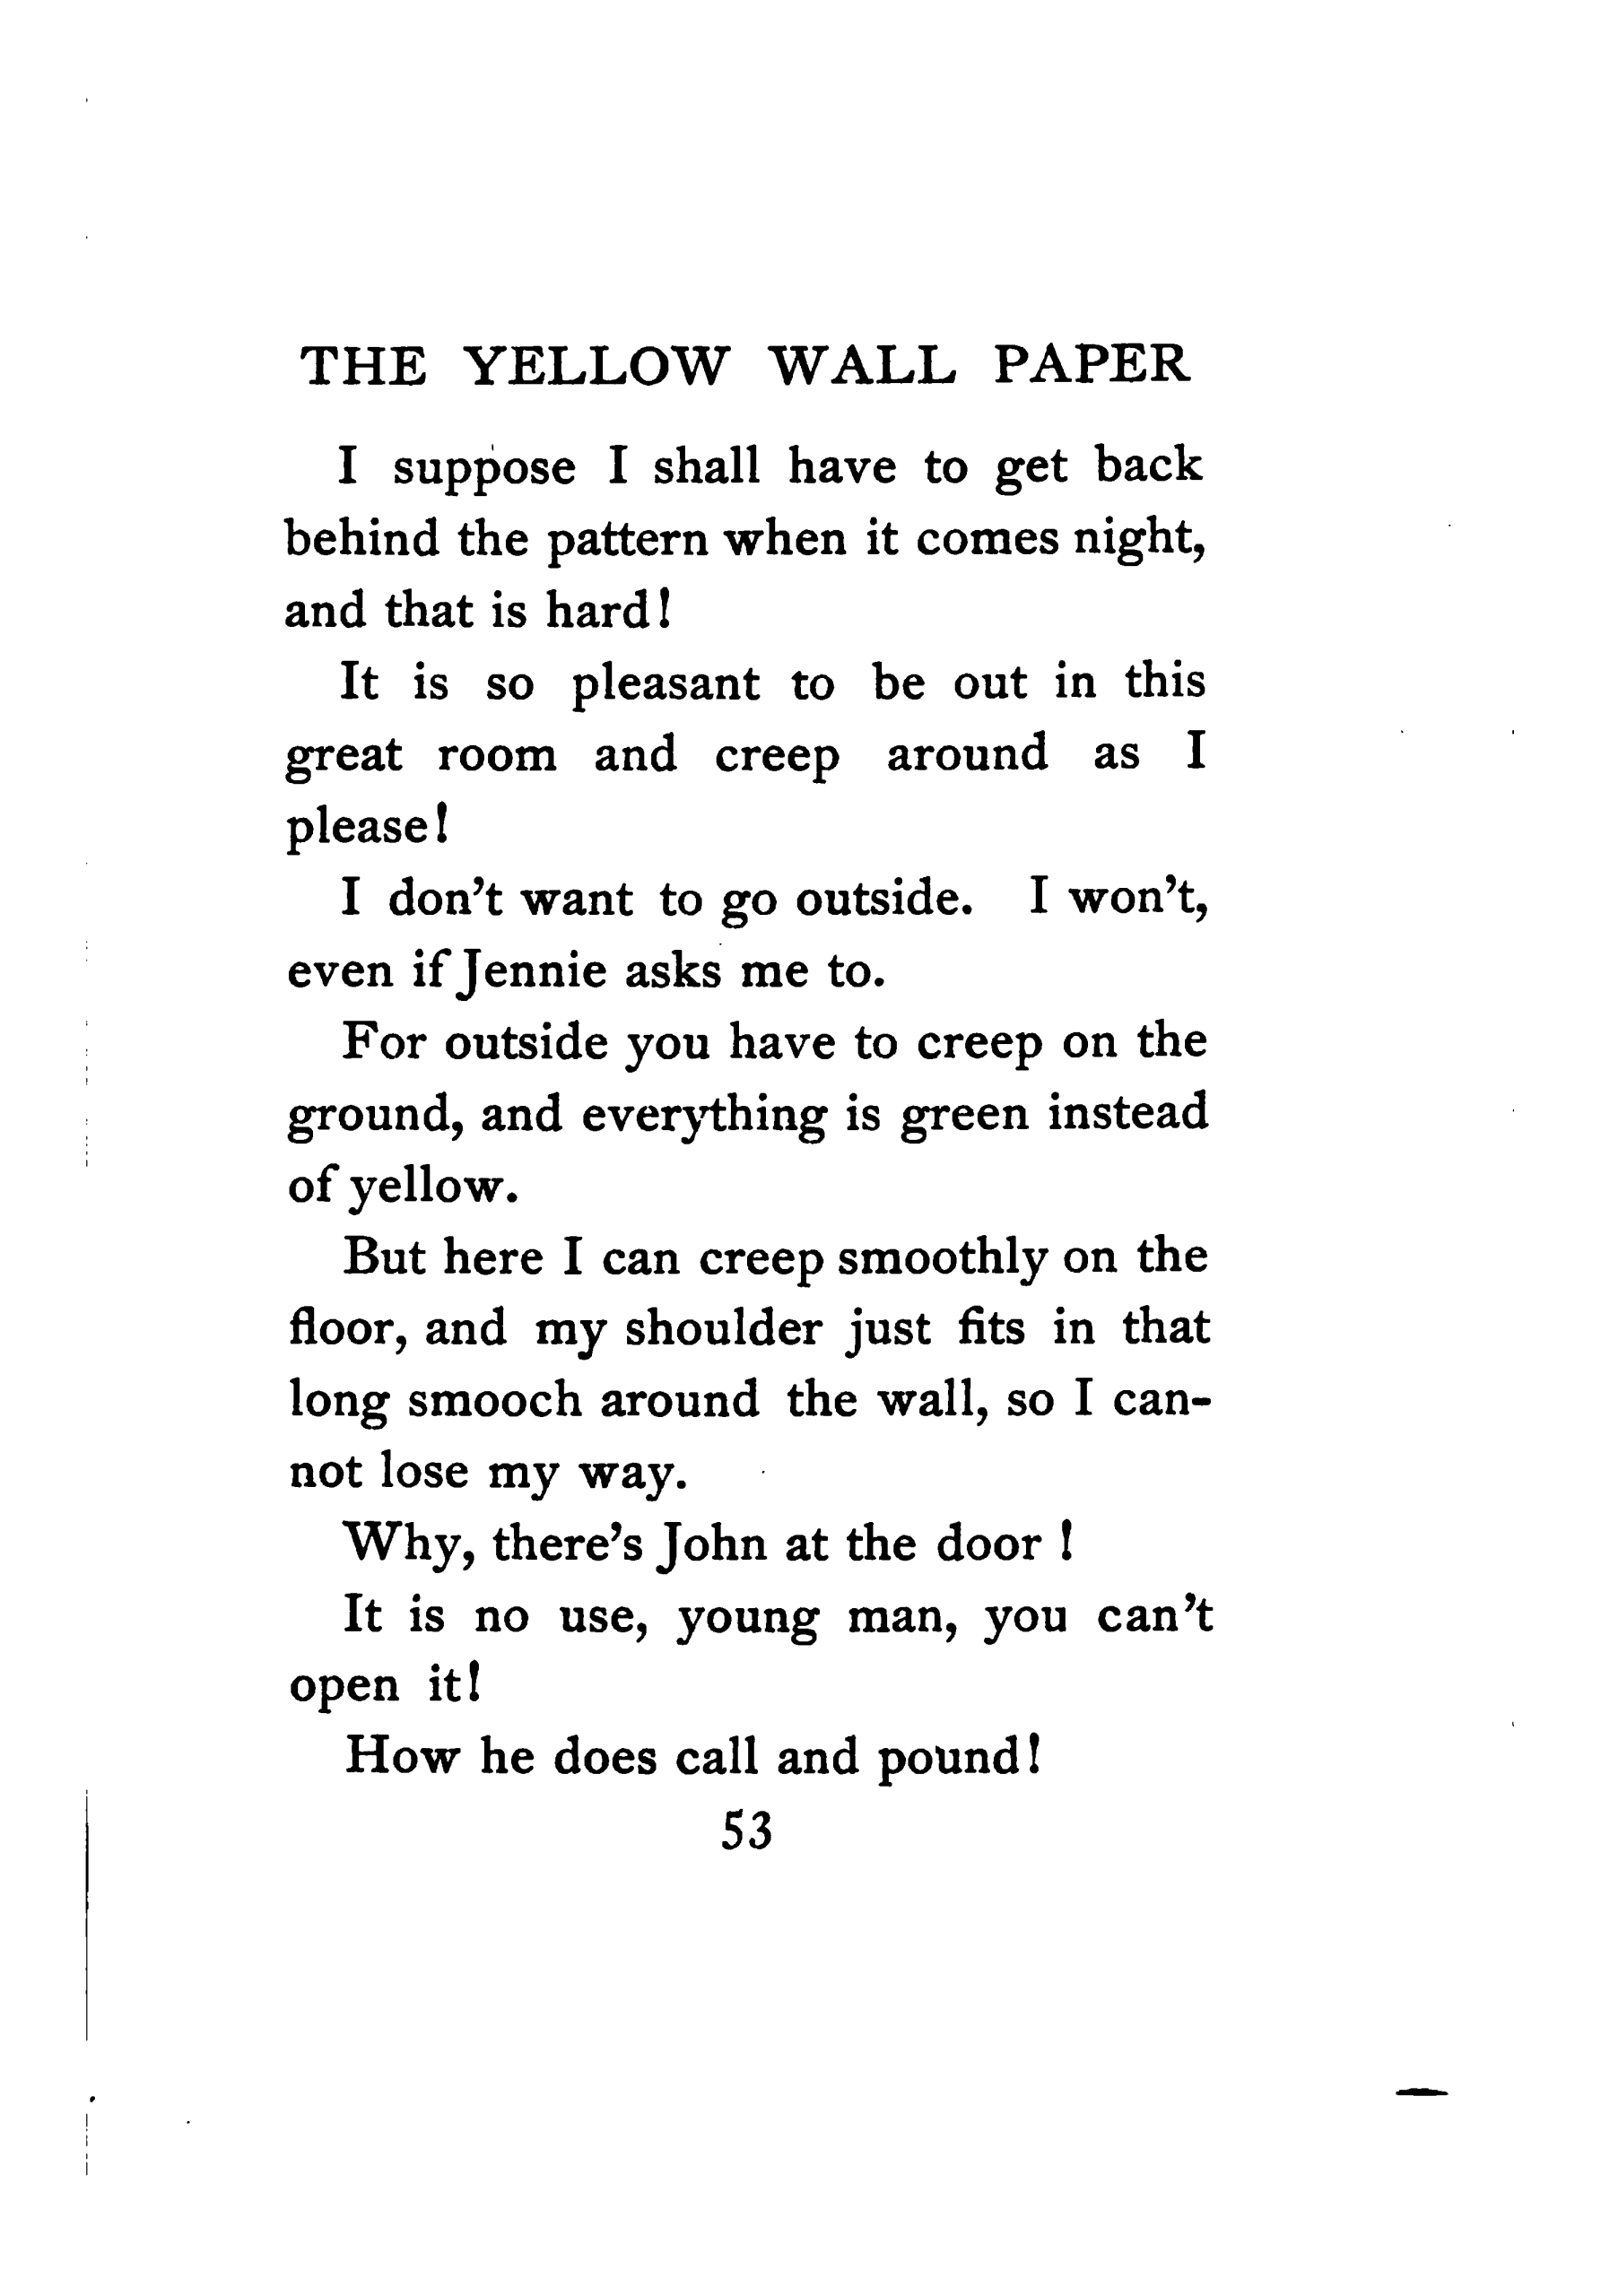 THE YELLOW WALL PAPER
I suppose I shall have to get back
behind the pattern when it comes night,
and that is hard!
It is so pleasant to be out in this
great room and creep around as I
please!
I don't want to go outside. I won't,
even if Jennie asks me to.
For outside you have to creep on the
ground, and everything is green instead
of yellow.
But here I can creep smoothly on the
floor, and my shoulder just fits in that
long smooch around the wall, so I can-
not lose my way.
Why, there's John at the door !
It is no use, young man, you can't
open it!
How he does call and pound!
53